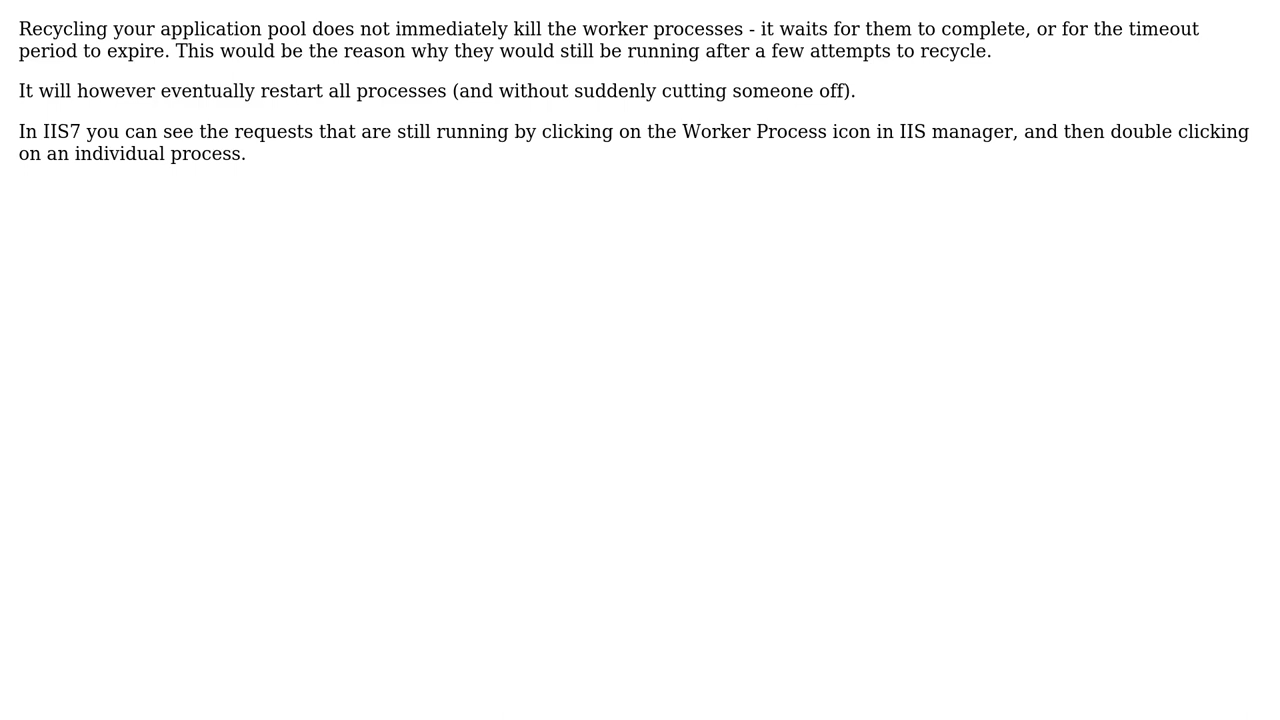 Recycling your application pool does not immediately kill the worker processes - it waits for them to complete, or for the timeout
period to expire. This would be the reason why they would still be running after a few attempts to recycle.
It will however eventually restart all processes (and without suddenly cutting someone off).
In IIS7 you can see the requests that are still running by clicking on the Worker Process icon in IIS manager, and then double clicking
on an individual process.